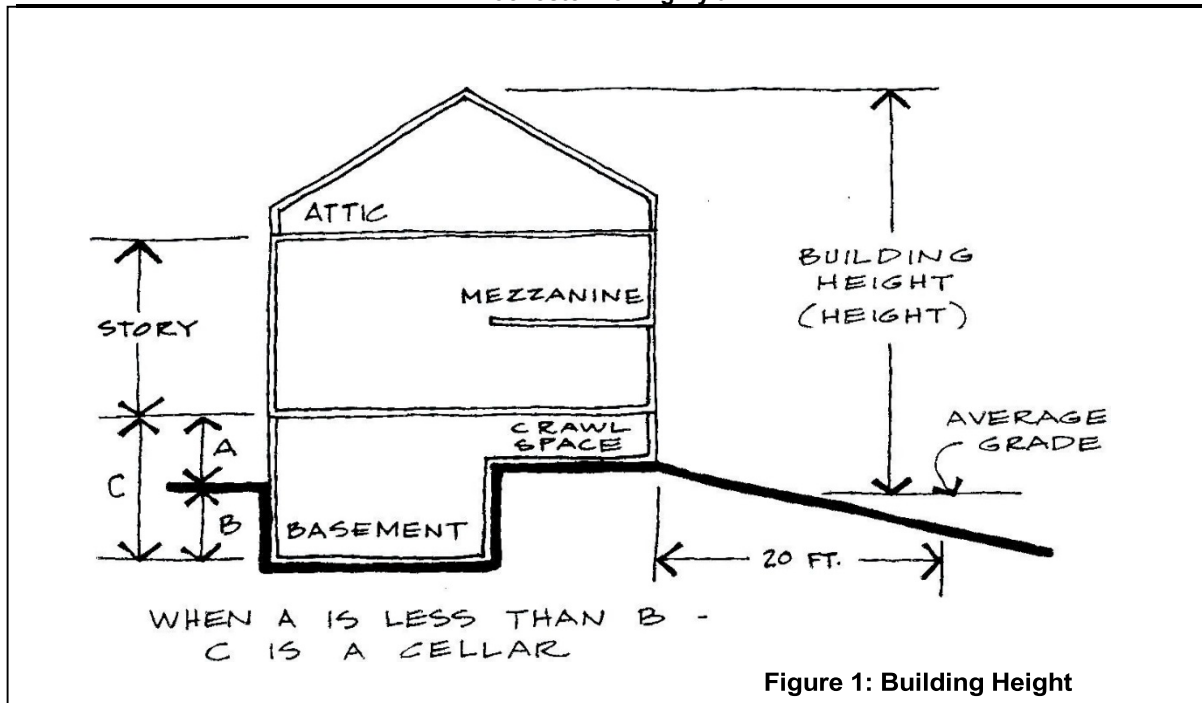 ATTIC
MEZZANINE
STORY
BUILDING
HEIGHT
(HEIGHT)
CRAWL
SPACE
AVERAGE
GRADE
A
C
B
BASEMENT
20 FT.
WHEN A IS LESS THAN B -
C IS A CELLAR
Figure 1: Building Height